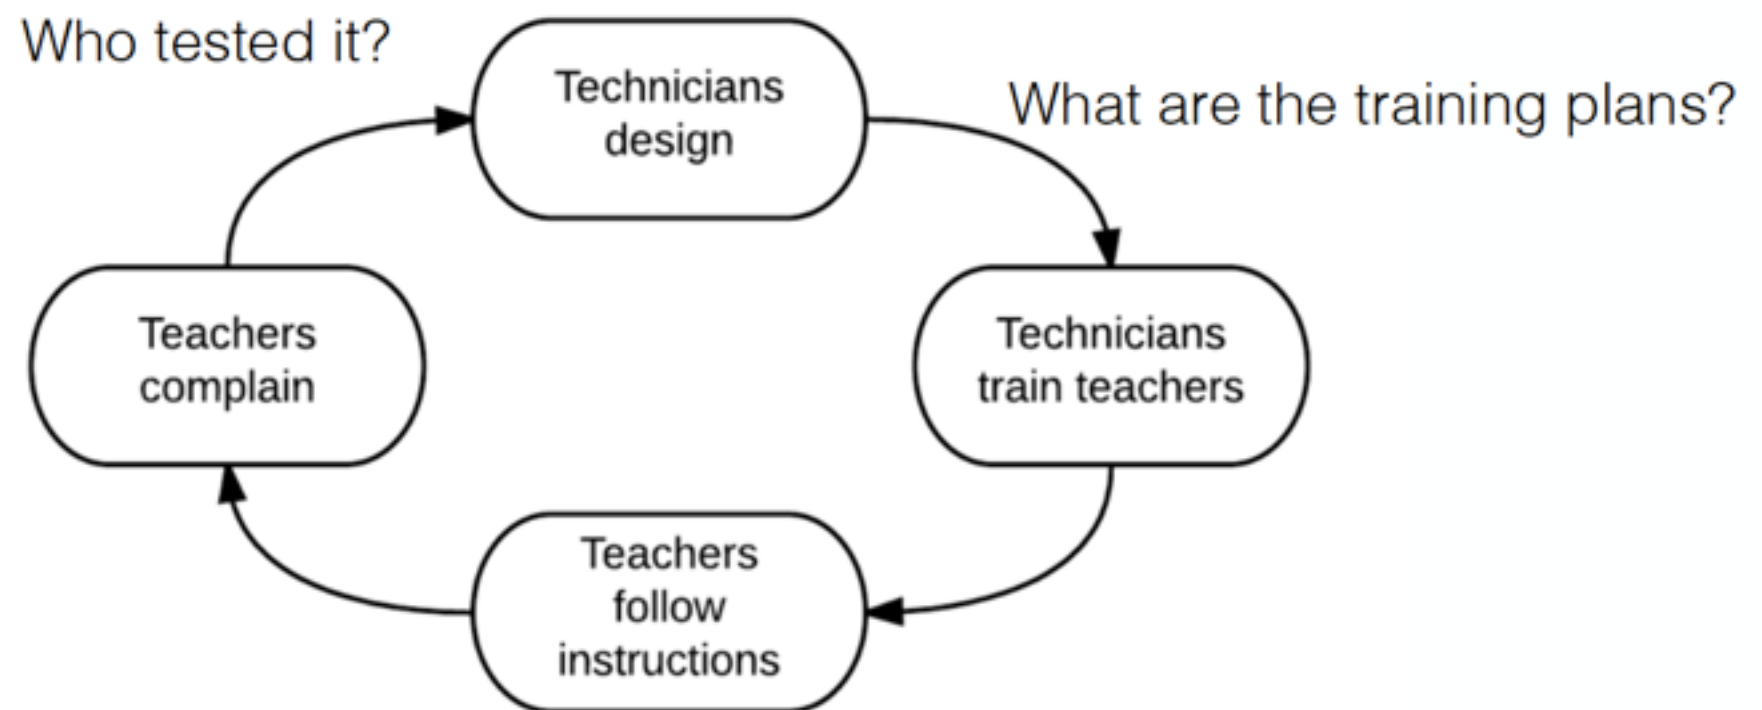 Who tested it?
Technicians
design
What are the training plans?
Teachers
complain
Technicians
train teachers
Teachers
follow
instructions